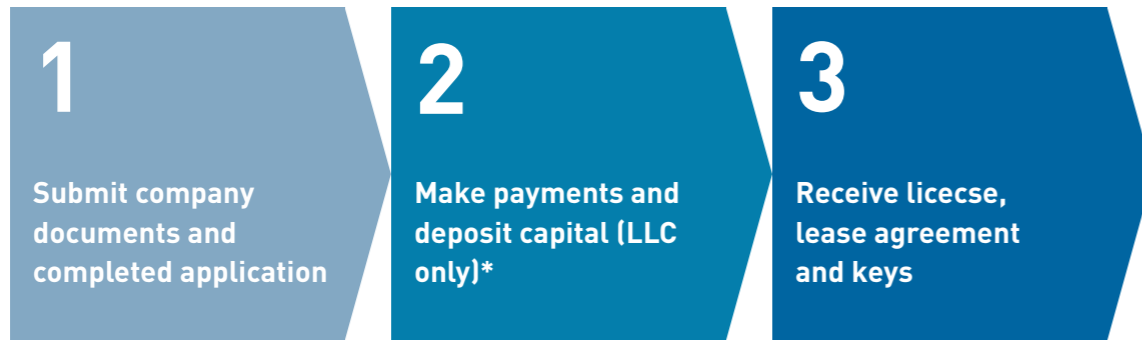 1
Submit company
documents and
completed application
2
Make payments and
deposit capital (LLC
only)*
3
Receive licecse,
lease agreement
and keys